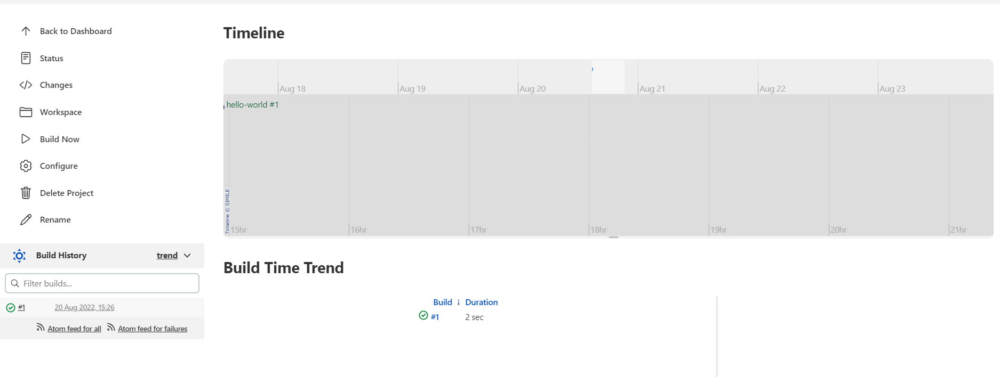 Back to Dashboard
Status
Changes
Workspace
Build Now
Configure
Delete Project
Rename
Build History trend
Filter builds...
#1 20 Aug 2022, 15:26
Atom feed for all Atom feed for failures
Timeline
Aug 18 Aug 19 Aug 20 Aug 21 Aug 22 Aug 23
hello-world #1
Timeline © SIMILE
15hr 16hr 17hr 18hr 19hr 20hr 21hr
Build Time Trend
Build ↓ Duration
#1 2 sec